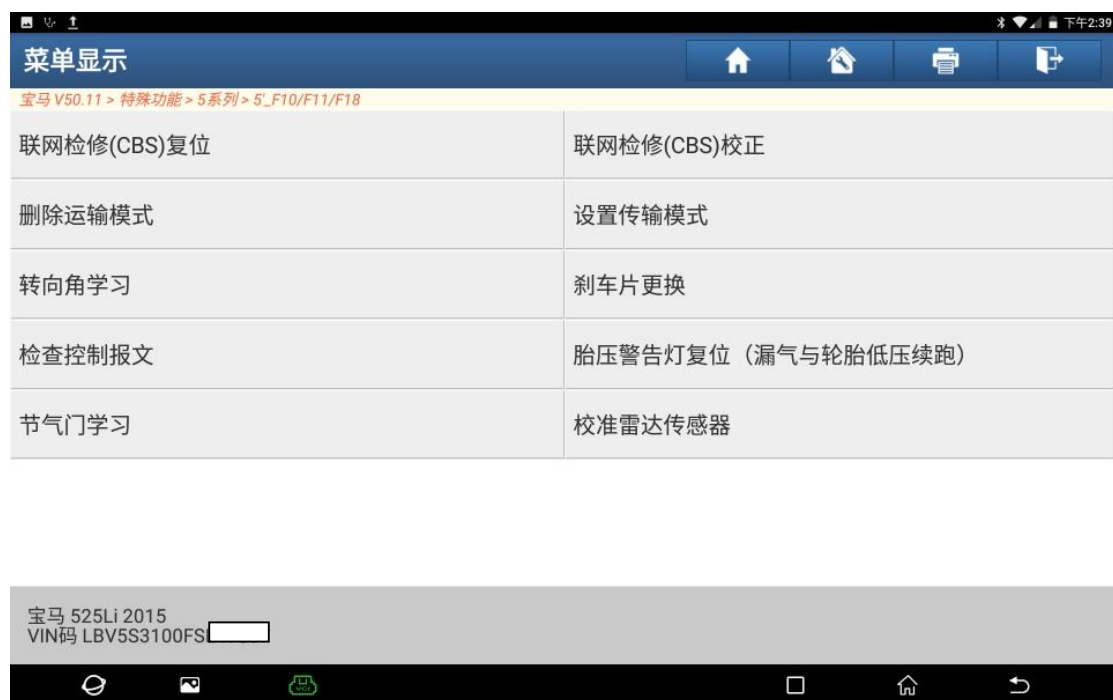 下午2:39
菜单显示
宝马 V50.11 > 特殊功能 > 5系列 > 5'_F10/F11/F18
联网检修(CBS)复位
联网检修(CBS)校正
删除运输模式
设置传输模式
转向角学习
刹车片更换
检查控制报文
胎压警告灯复位（漏气与轮胎低压续跑）
节气门学习
校准雷达传感器
宝马 525Li 2015
VIN码 LBV5S3100FS
VCI